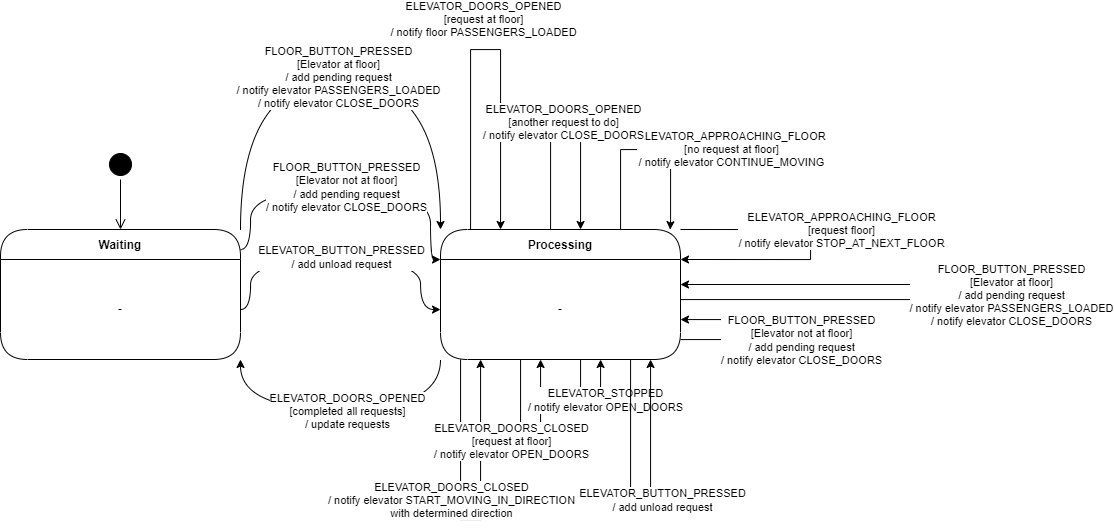 ELEVATOR_DOORS_OPENED
[request at floor]
/ notify floor PASSENGERS_LOADED
FLOOR_BUTTON_PRESSED
[Elevator at floor]
/ add pending request
/ notify elevator PASSENGERS_LOADED
/ notify elevator CLOSE_DOORS
ELEVATOR_DOORS_OPENED
[another request to do]
/ notify elevator CLOSE_DOORS
LEVATOR_APPROACHING_FLOOR
[no request at floor]
/ notify elevator CONTINUE_MOVING
FLOOR_BUTTON_PRESSED
[Elevator not at floor]
/ add pending request
/ notify elevator CLOSE_DOORS
ELEVATOR_APPROACHING_FLOOR
[request floor]
/ notify elevator STOP_AT_NEXT_FLOOR
Waiting
-
ELEVATOR_BUTTON_PRESSED
/ add unload request
Processing
-
FLOOR_BUTTON_PRESSED
[Elevator at floor]
/ add pending request
/ notify elevator PASSENGERS_LOADED
/ notify elevator CLOSE_DOORS
FLOOR_BUTTON_PRESSED
[Elevator not at floor]
/ add pending request
/ notify elevator CLOSE_DOORS
ELEVATOR_DOORS_OPENED
[completed all requests]
/ update requests
ELEVATOR_STOPPED
/ notify elevator OPEN_DOORS
ELEVATOR_DOORS_CLOSED
[request at floor]
/ notify elevator OPEN_DOORS
ELEVATOR_DOORS_CLOSED
/ notify elevator START_MOVING_IN_DIRECTION
with determined direction
ELEVATOR_BUTTON_PRESSED
/ add unload request